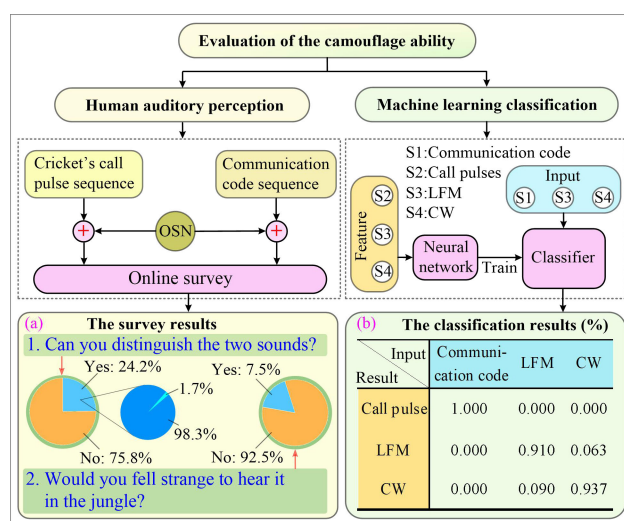 Evaluation of the camouflage ability
Human auditory perception
Machine learning classification
Cricket's call
pulse sequence
Communication
code sequence
+
OSN
+
Online survey
S1:Communication code
S2:Call pulses
S3:LFM
S4:CW
Input
S1 S3 S4
Feature
S2
S3
S4
Neural
network
Train
Classifier
(a) The survey results
1. Can you distinguish the two sounds?
Yes: 24.2%
1.7%
98.3%
No: 75.8%
Yes: 7.5%
No: 92.5%
2. Would you fell strange to hear it
in the jungle?
(b) The classification results (%)
Input
Result
Communi-
cation code
LFM
CW
Call pulse 1.000 0.000 0.000
LFM 0.000 0.910 0.063
CW 0.000 0.090 0.937